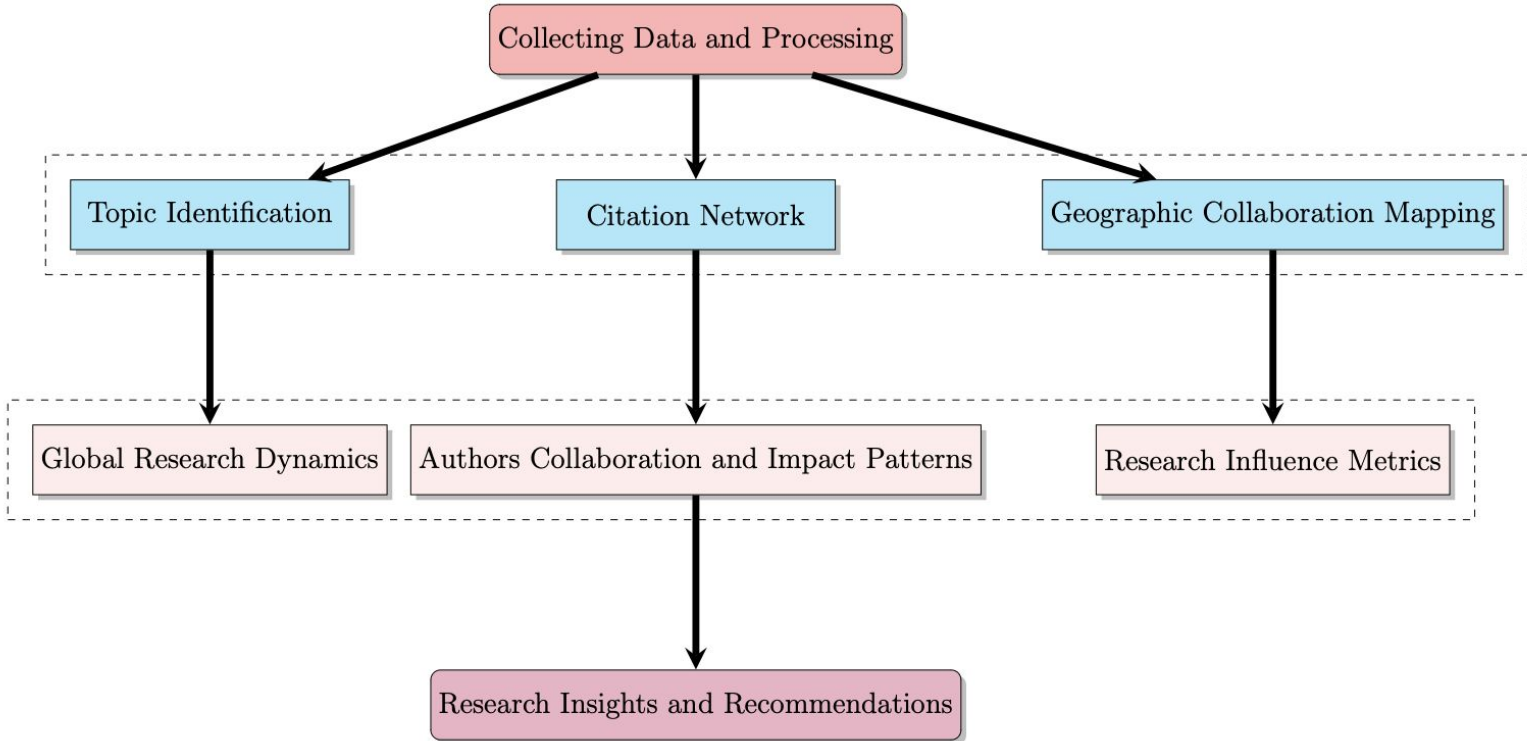 Collecting Data and Processing
Topic Identification
Citation Network
Geographic Collaboration Mapping
Global Research Dynamics
Authors Collaboration and Impact Patterns
Research Influence Metrics
Research Insights and Recommendations